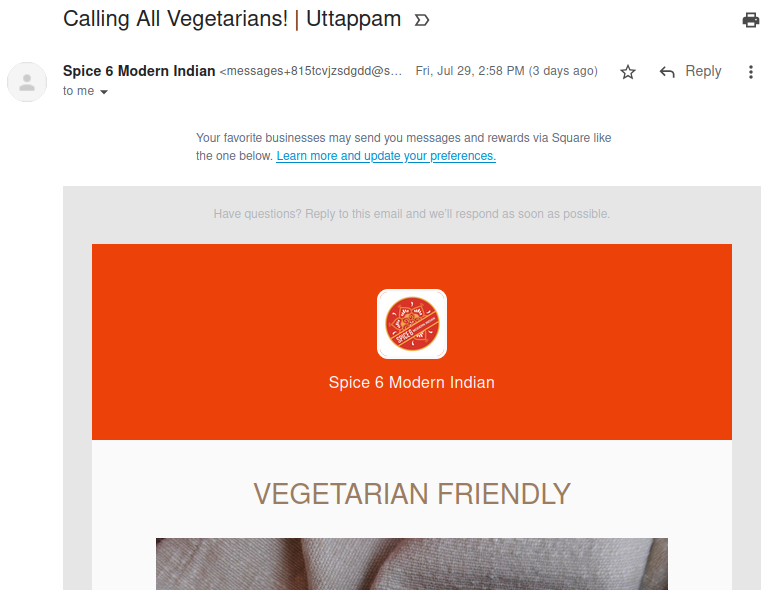 Calling All Vegetarians! | Uttappam
Spice 6 Modern Indian <messages+815tcvjzsdgdd@s... Fri, Jul 29, 2:58 PM (3 days ago) Reply
to me
Your favorite businesses may send you messages and rewards via Square like
the one below. Learn more and update your preferences.
Have questions? Reply to this email and we'll respond as soon as possible.
SPICE 6 MODERN INDIAN
Spice 6 Modern Indian
VEGETARIAN FRIENDLY